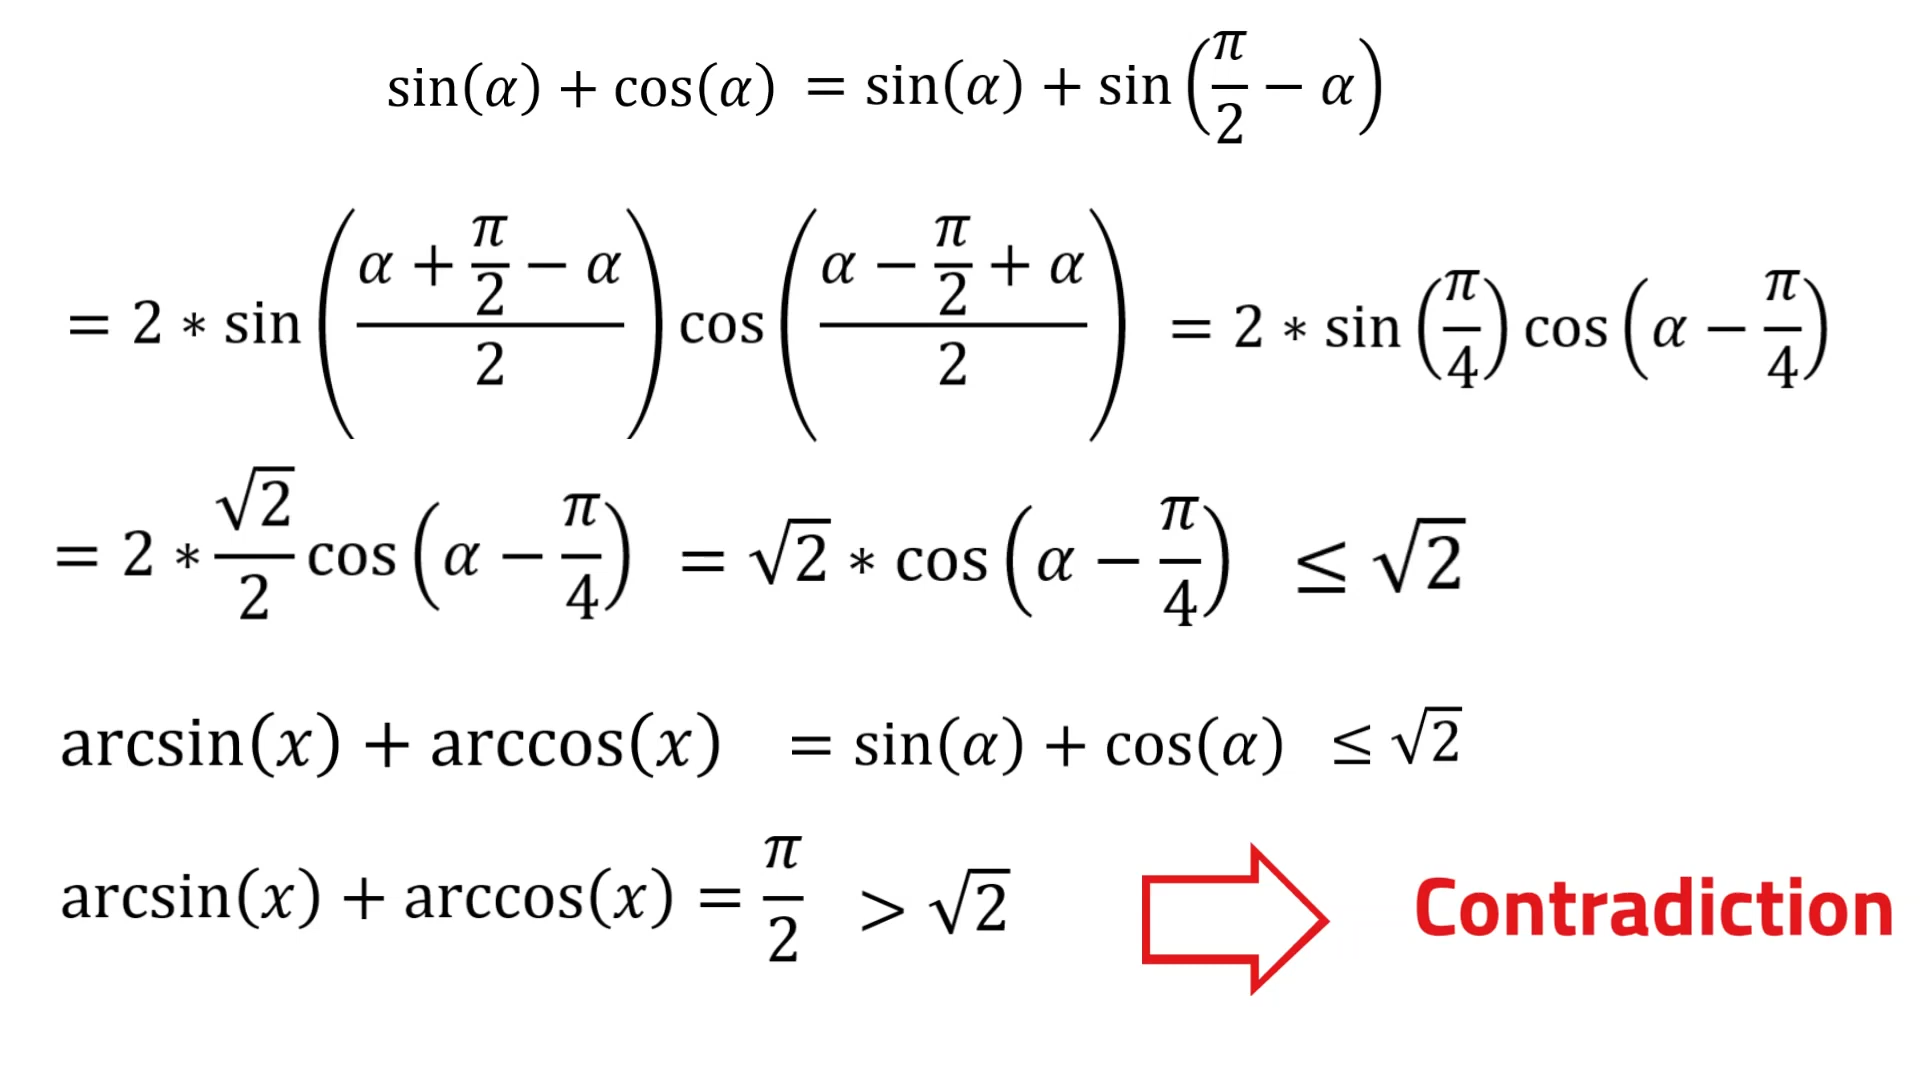 sin(α) + cos(α) = sin(α) + sin(π/2 − α)
= 2 * sin((α + π/2 − α)/2) cos((α − π/2 + α)/2) = 2 * sin(π/4) cos(α − π/4)
= 2 * √2/2 cos(α − π/4) = √2 * cos(α − π/4) ≤ √2
arcsin(x) + arccos(x) = sin(α) + cos(α) ≤ √2
arcsin(x) + arccos(x) = π/2 > √2 Contradiction